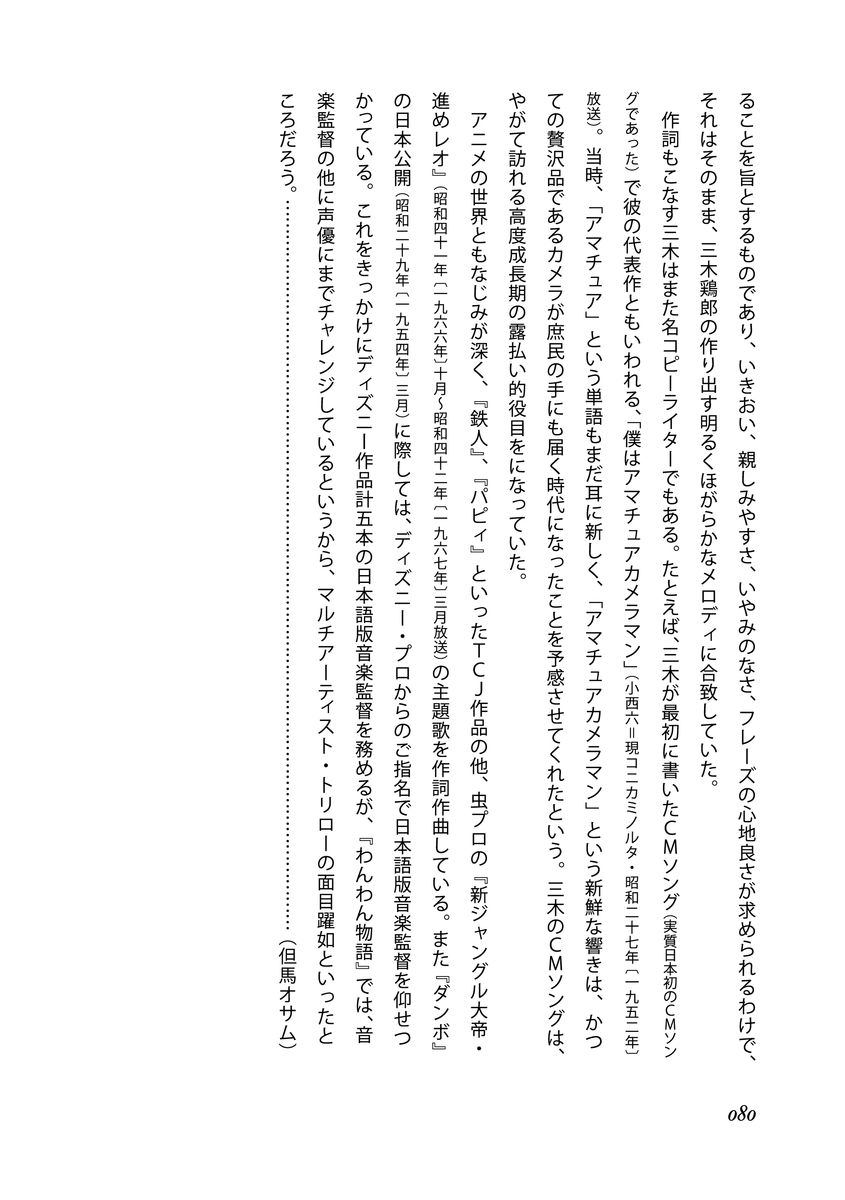 ることを旨とするものであり、いきおい、親しみやすさ、いやみのなさ、フレーズの心地良さが求められるわけで、
それはそのまま、三木鶏郎の作り出す明るくほがらかなメロディに合致していた。
作詞もこなす三木はまた名コピーライターでもある。たとえば、三木が最初に書いたＣＭソング（実質日本初のＣＭソン
グであった）で彼の代表作ともいわれる、「僕はアマチュアカメラマン」（小西六＝現コニカミノルタ・昭和二十七年〔一九五二年〕
放送）。当時、「アマチュア」という単語もまだ耳に新しく、「アマチュアカメラマン」という新鮮な響きは、かつ
ての贅沢品であるカメラが庶民の手にも届く時代になったことを予感させてくれたという。三木のＣＭソングは、
やがて訪れる高度成長期の露払い的役目をになっていた。
アニメの世界ともなじみが深く、『鉄人』、『パピィ』といったＴＣＪ作品の他、虫プロの『新ジャングル大帝・
進めレオ』（昭和四十一年〔一九六六年〕十月～昭和四十二年〔一九六七年〕三月放送）の主題歌を作詞作曲している。また『ダンボ』
の日本公開（昭和二十九年〔一九五四年〕三月）に際しては、ディズニー・プロからのご指名で日本語版音楽監督を仰せつ
かっている。これをきっかけにディズニー作品計五本の日本語版音楽監督を務めるが、『わんわん物語』では、音
楽監督の他に声優にまでチャレンジしているというから、マルチアーティスト・トリローの面目躍如といったと
ころだろう。……………………………………………………………………………………（但馬オサム）
080